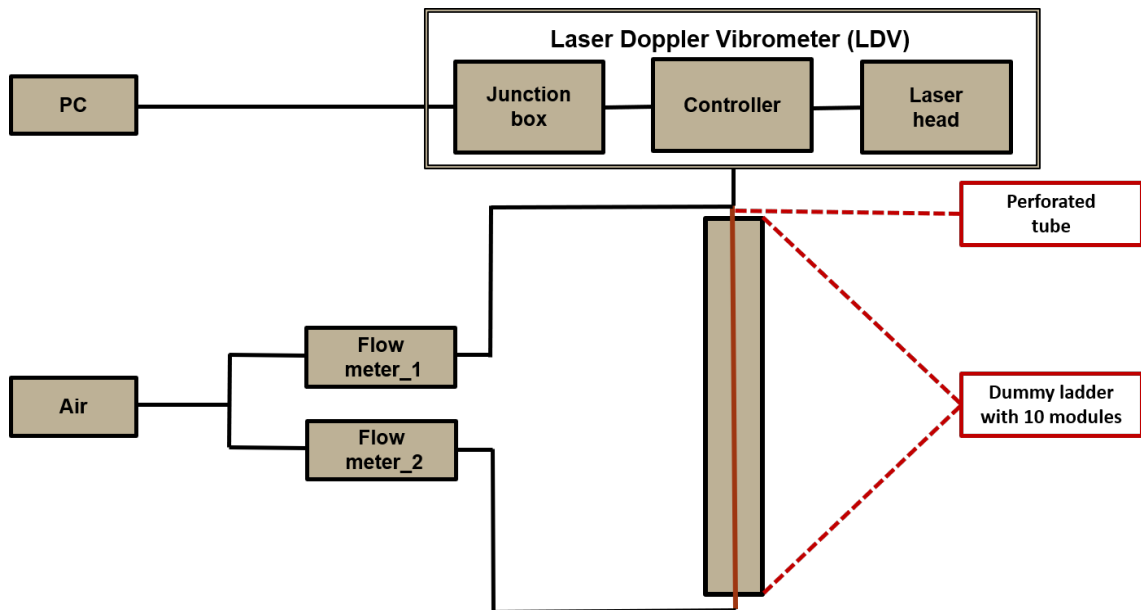 Laser Doppler Vibrometer (LDV)
PC
Junction
box
Controller
Laser
head
Perforated
tube
Flow
meter_1
Air
Flow
meter_2
Dummy ladder
with 10 modules